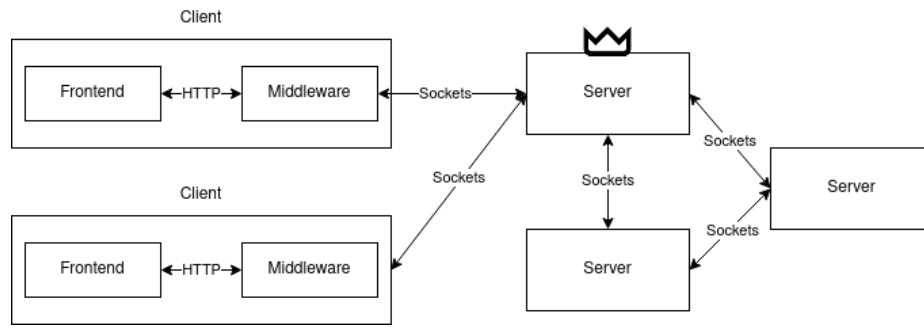 Client
Frontend
HTTP
Middleware
Sockets
Server
Sockets
Sockets
Sockets
Server
Client
Frontend
HTTP
Middleware
Server
Sockets